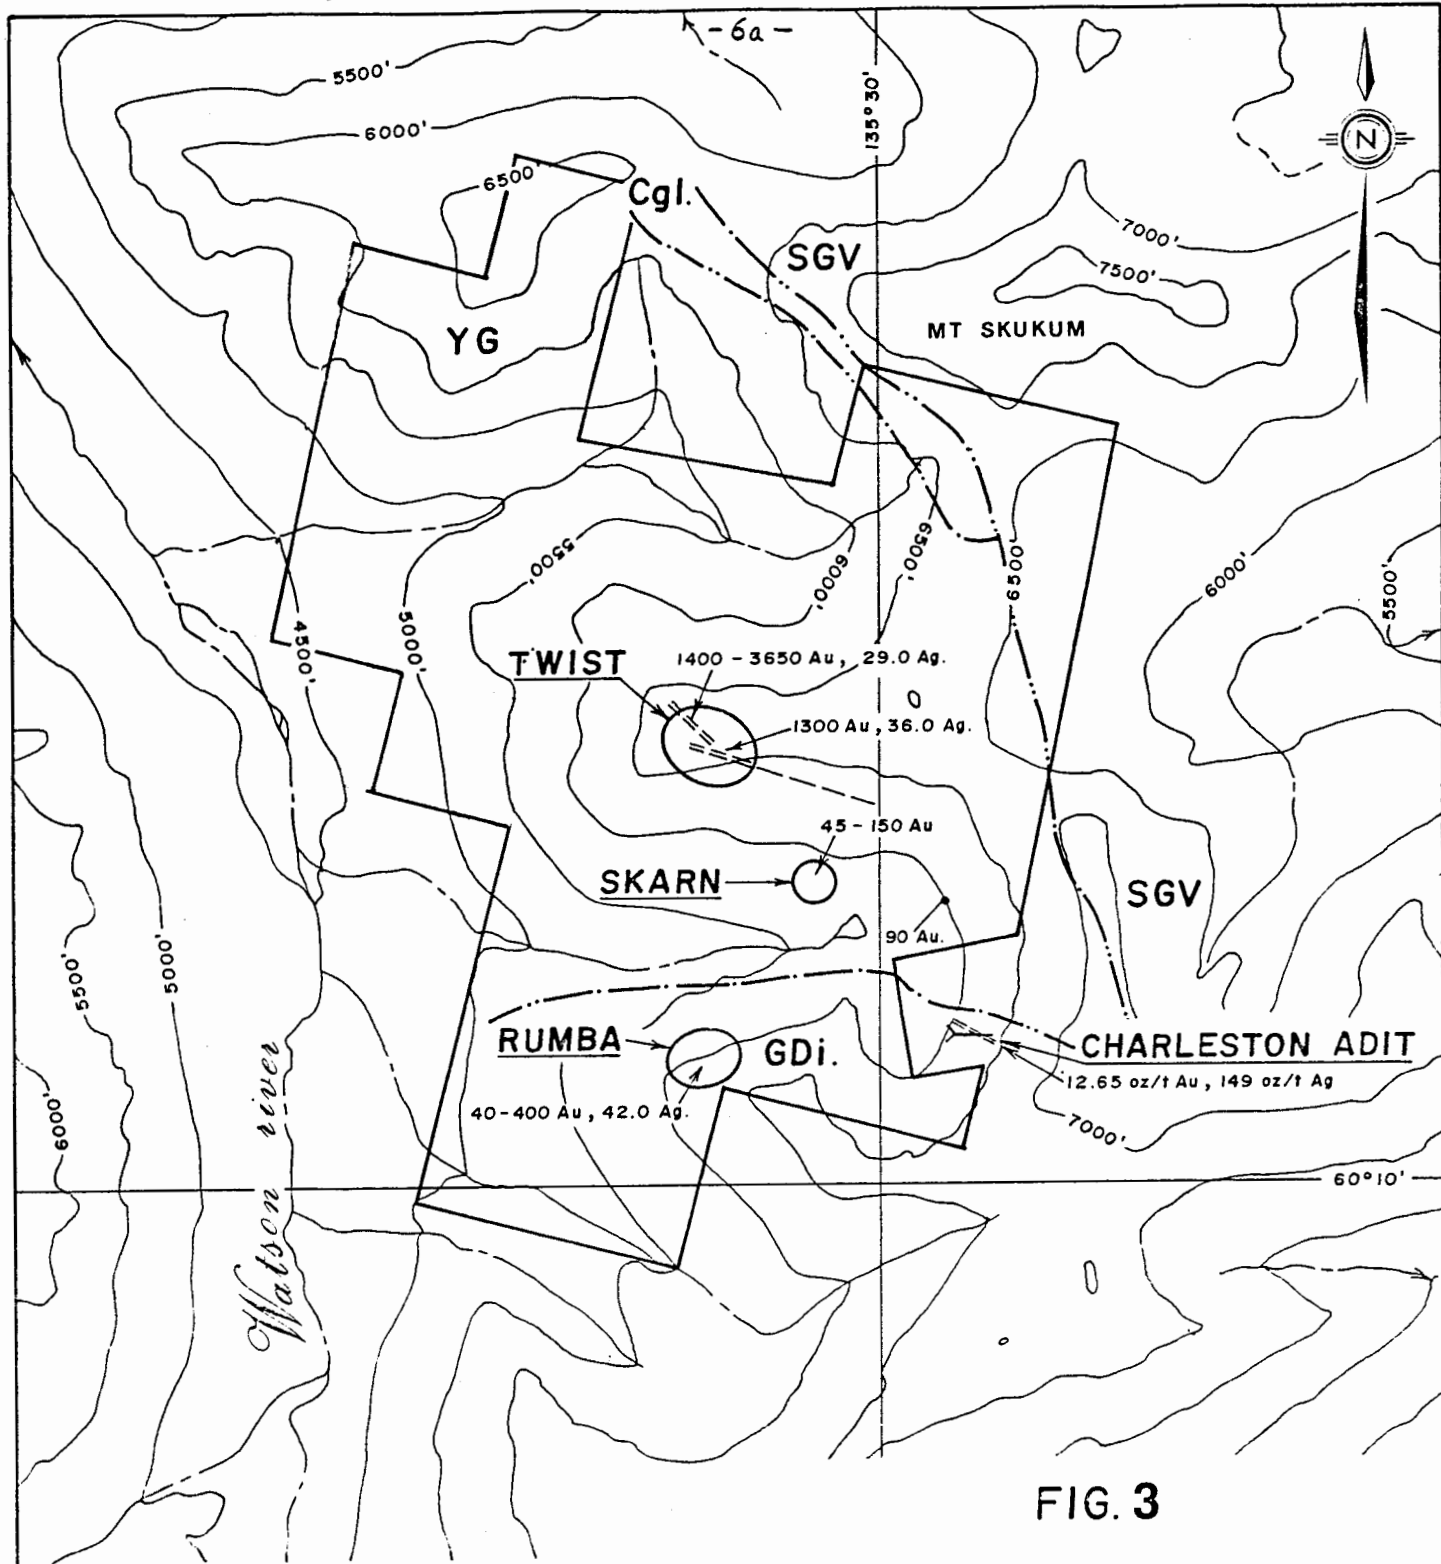 -6a-
5500'
135°30'
6000'
N
6500'
Cgl.
7000'
SGV
7500'
YG
MT SKUKUM
5500'
6000'
6500'
6500'
6000'
5500'
4500'
5000'
TWIST
1400 - 3650 Au, 29.0 Ag.
1300 Au, 36.0 Ag.
45 - 150 Au
SKARN
SGV
90 Au.
5500'
5000'
RUMBA
GDi.
CHARLESTON ADIT
12.65 oz/t Au, 149 oz/t Ag
40-400 Au, 42.0 Ag.
6000'
7000'
60°10'
Watson river
FIG. 3